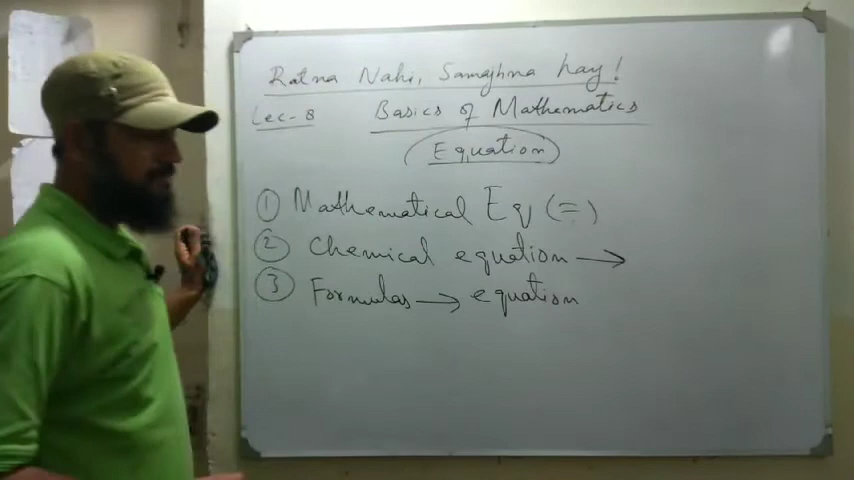 Ratna Nahi, Samajhna hay!
Lec-8 Basics of Mathematics
Equation
① Mathematical Eq (=)
② Chemical equation →
③ Formulas → equation